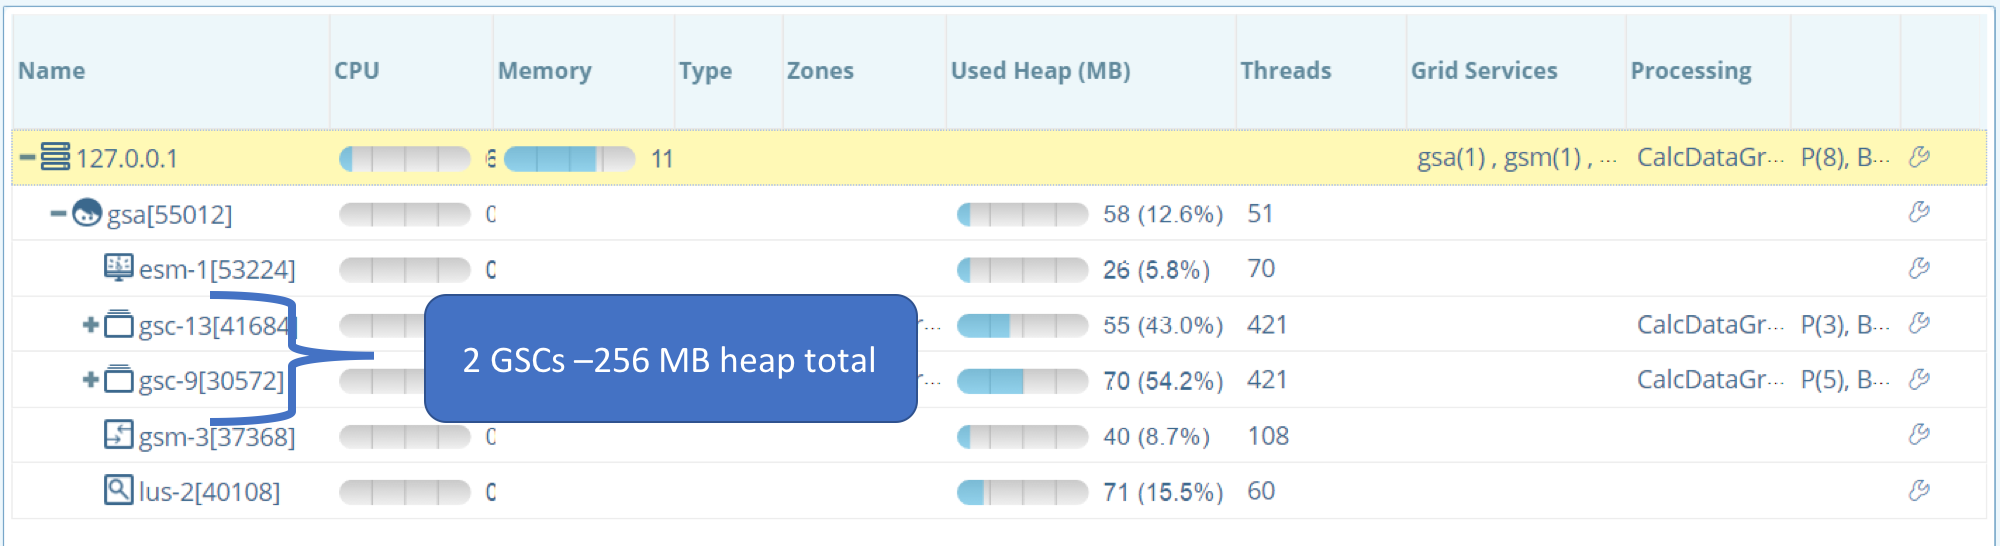 Name CPU Memory Type Zones Used Heap (MB) Threads Grid Services Processing
127.0.0.1 6 11 gsa(1) , gsm(1) , ... CalcDataGr... P(8), B...
gsa[55012] 0 58 (12.6%) 51
esm-1[53224] 0 26 (5.8%) 70
gsc-13[41684 r... 55 (43.0%) 421 CalcDataGr... P(3), B...
2 GSCs –256 MB heap total
gsc-9[30572] r... 70 (54.2%) 421 CalcDataGr... P(5), B...
gsm-3[37368] 0 40 (8.7%) 108
lus-2[40108] 0 71 (15.5%) 60